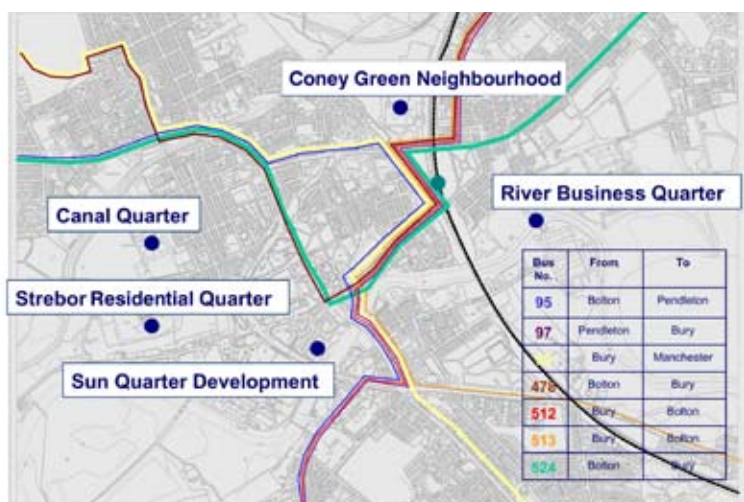 Coney Green Neighbourhood
River Business Quarter
Canal Quarter
Strebor Residential Quarter
Sun Quarter Development
Bus No. From To
95 Bolton Pendleton
97 Pendleton Bury
Bury Manchester
478 Bolton Bury
512 Bury Bolton
513 Bury Bolton
524 Bolton Bury